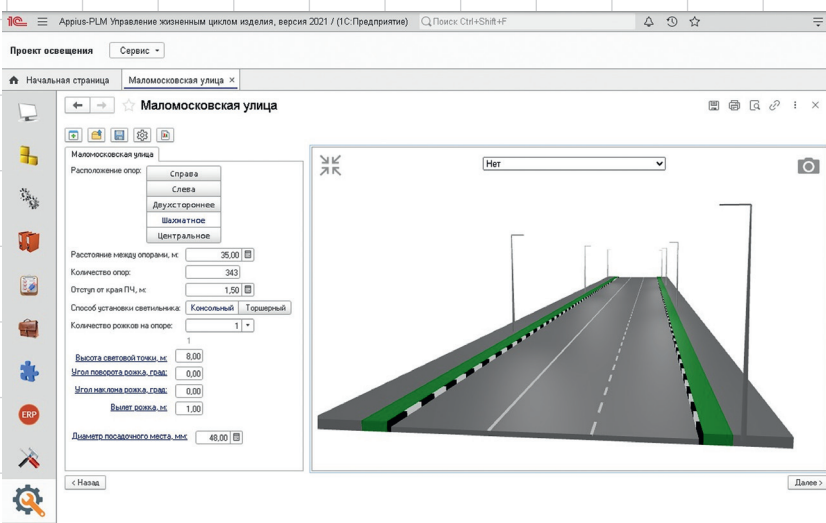 1С Appius-PLM Управление жизненным циклом изделия, версия 2021 / (1С:Предприятие) Поиск Ctrl+Shift+F
Проект освещения Сервис
Начальная страница Маломосковская улица ×
Маломосковская улица
Маломосковская улица
Расположение опор: Справа
Слева
Двухстороннее
Шахматное
Центральное
Расстояние между опорами, м: 35,00
Количество опор: 343
Отступ от края ПЧ, м: 1,50
Способ установки светильника: Консольный Торшерный
Количество рожков на опоре: 1
1
Высота световой точки, м: 8,00
Угол поворота рожка, град: 0,00
Угол наклона рожка, град: 0,00
Вылет рожка, м: 1,00
Диаметр посадочного места, мм: 48,00
Нет
ERP
< Назад Далее >